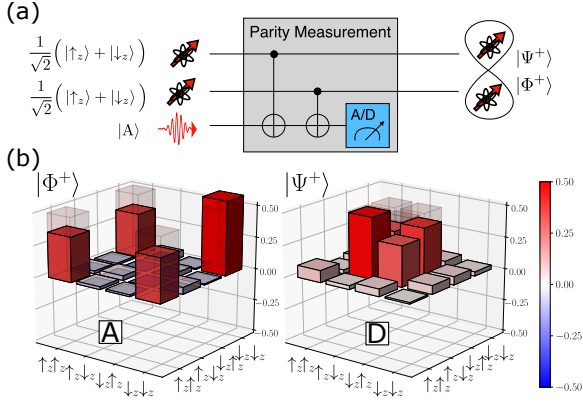 (a)
Parity Measurement
1/√2 (|↑z⟩ + |↓z⟩)
|Ψ⁺⟩
1/√2 (|↑z⟩ + |↓z⟩)
|Φ⁺⟩
A/D
|A⟩
(b)
|Φ⁺⟩
|Ψ⁺⟩
0.50
0.25
0.00
−0.25
−0.50
A
↑z↑z
↑z↓z
↓z↑z
↓z↓z
↑z↑z
↑z↓z
↓z↑z
↓z↓z
0.50
0.25
0.00
−0.25
−0.50
D
↑z↑z
↑z↓z
↓z↑z
↓z↓z
↑z↑z
↑z↓z
↓z↑z
↓z↓z
0.50
0.25
0.00
−0.25
−0.50